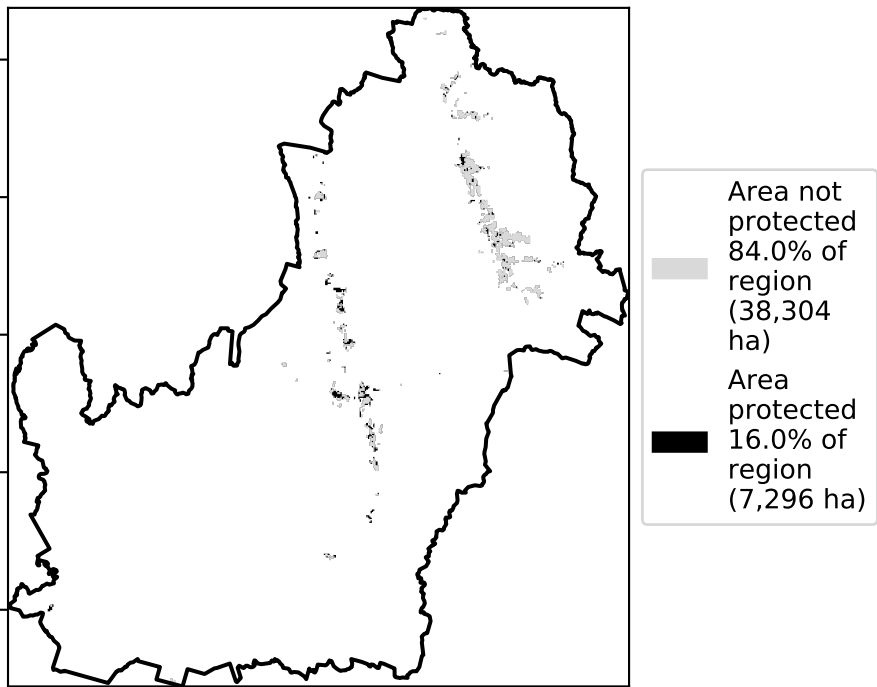 Area not
protected
84.0% of
region
(38,304
ha)
Area
protected
16.0% of
region
(7,296 ha)